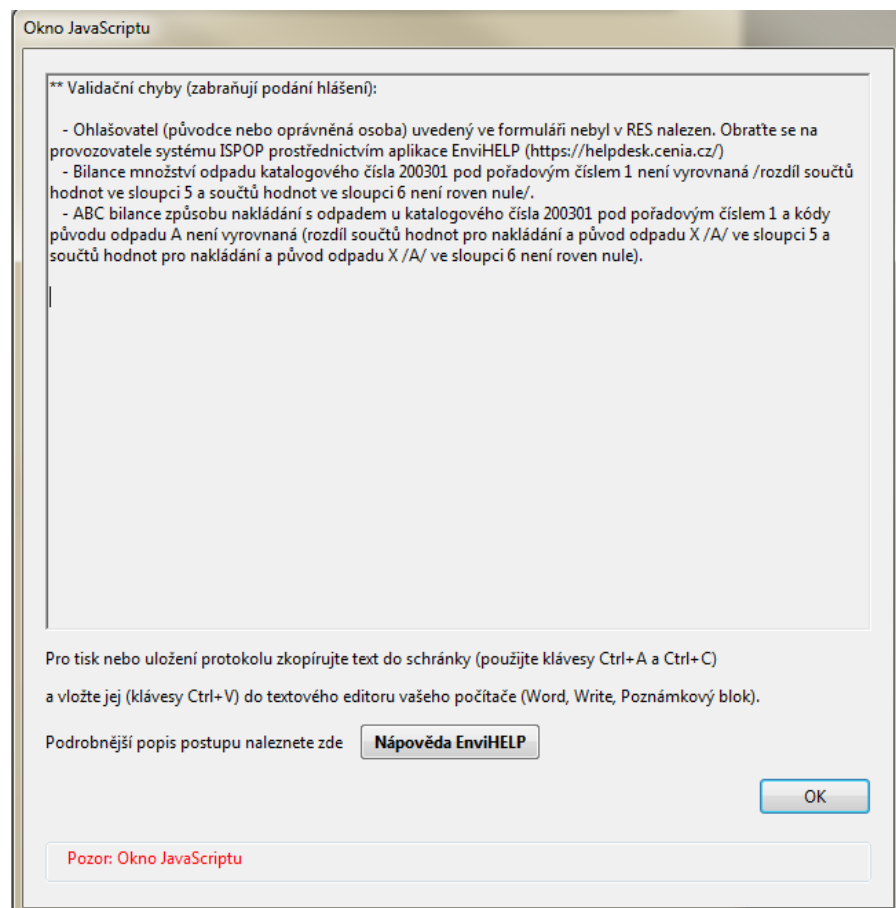 Okno JavaScriptu
** Validační chyby (zabraňují podání hlášení):
- Ohlašovatel (původce nebo oprávněná osoba) uvedený ve formuláři nebyl v RES nalezen. Obraťte se na
provozovatele systému ISPOP prostřednictvím aplikace EnviHELP (https://helpdesk.cenia.cz/)
- Bilance množství odpadu katalogového čísla 200301 pod pořadovým číslem 1 není vyrovnaná /rozdíl součtů
hodnot ve sloupci 5 a součtů hodnot ve sloupci 6 není roven nule/.
- ABC bilance způsobu nakládání s odpadem u katalogového čísla 200301 pod pořadovým číslem 1 a kódy
původu odpadu A není vyrovnaná (rozdíl součtů hodnot pro nakládání a původ odpadu X /A/ ve sloupci 5 a
součtů hodnot pro nakládání a původ odpadu X /A/ ve sloupci 6 není roven nule).
Pro tisk nebo uložení protokolu zkopírujte text do schránky (použijte klávesy Ctrl+A a Ctrl+C)
a vložte jej (klávesy Ctrl+V) do textového editoru vašeho počítače (Word, Write, Poznámkový blok).
Podrobnější popis postupu naleznete zde Nápověda EnviHELP
OK
Pozor: Okno JavaScriptu